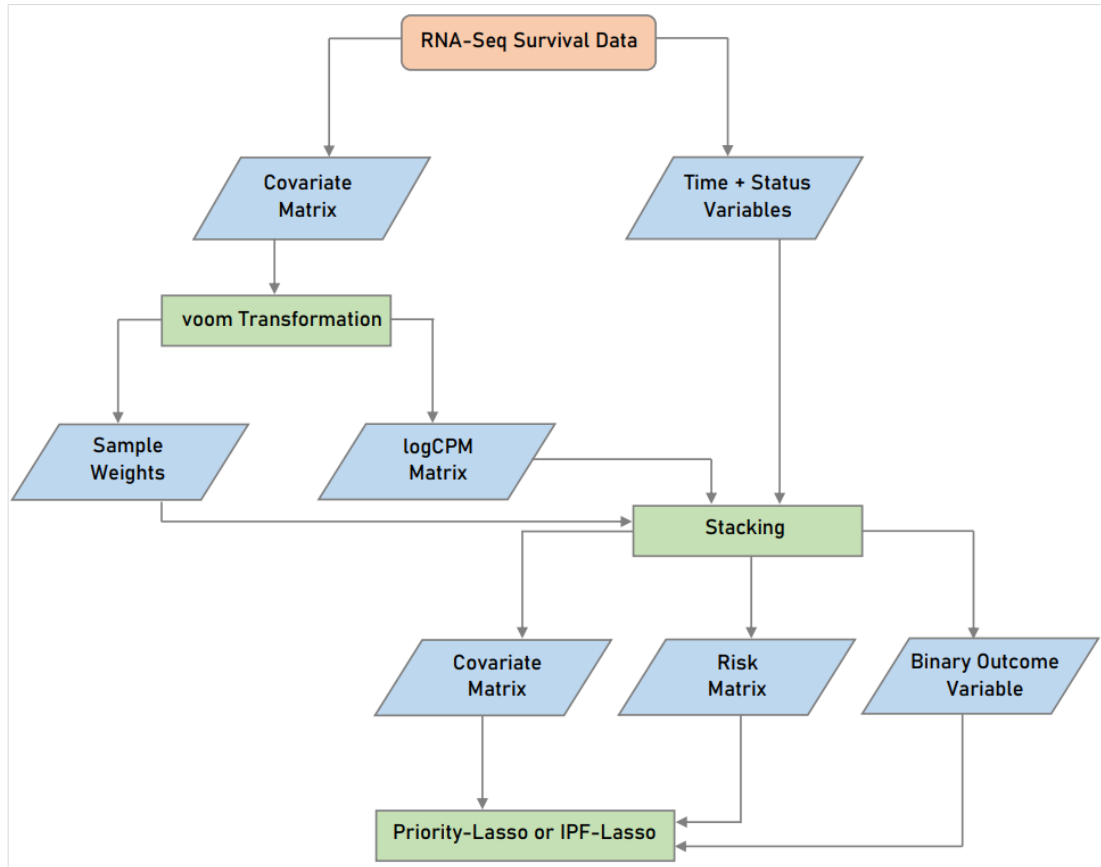 RNA-Seq Survival Data
Covariate
Matrix
Time + Status
Variables
voom Transformation
Sample
Weights
logCPM
Matrix
Stacking
Covariate
Matrix
Risk
Matrix
Binary Outcome
Variable
Priority-Lasso or IPF-Lasso